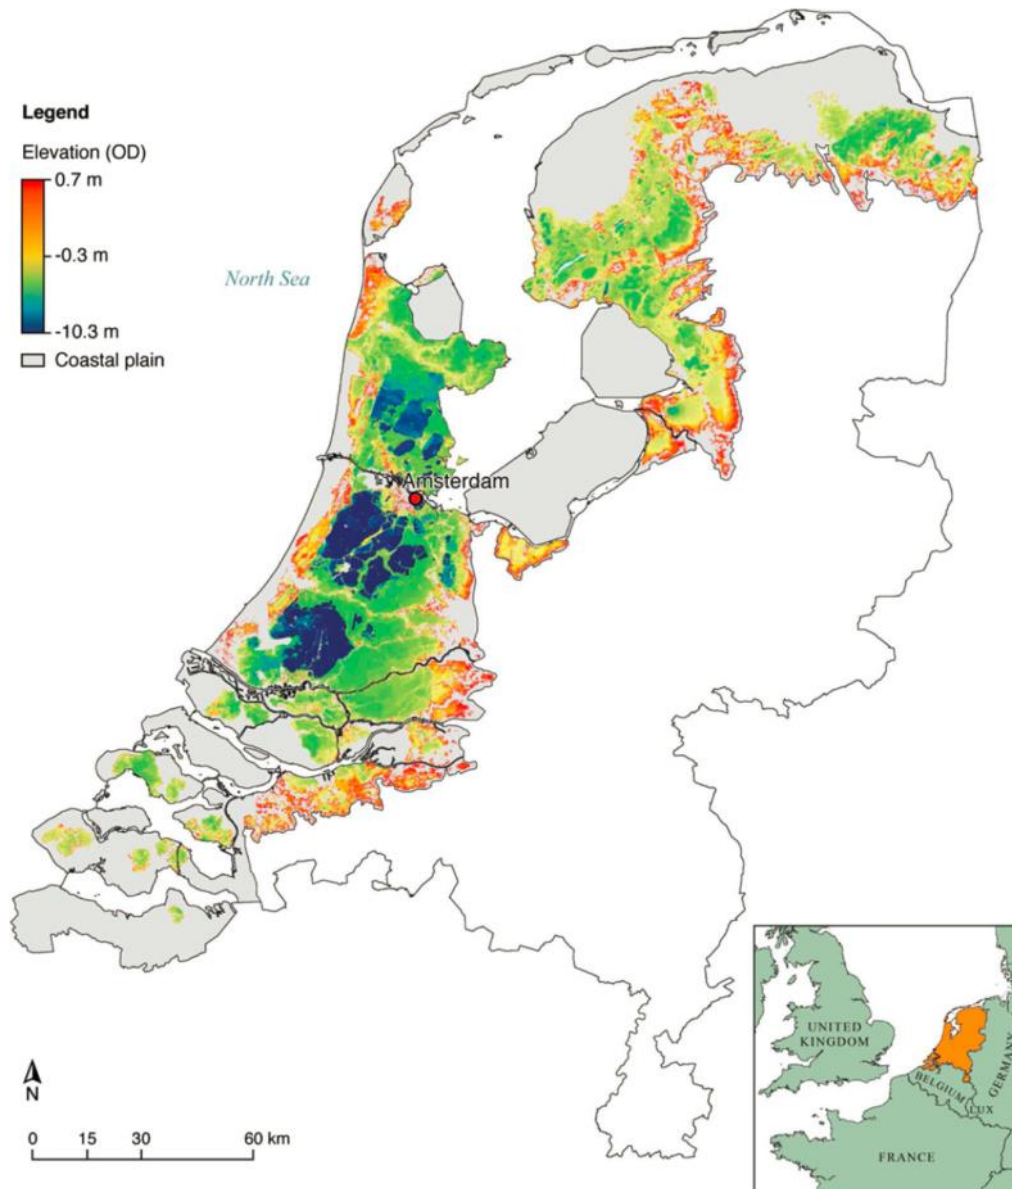 Legend
Elevation (OD)
0.7 m
-0.3 m
-10.3 m
Coastal plain
North Sea
Amsterdam
N
0 15 30 60 km
UNITED
KINGDOM
BELGIUM
GERMANY
LUX
FRANCE